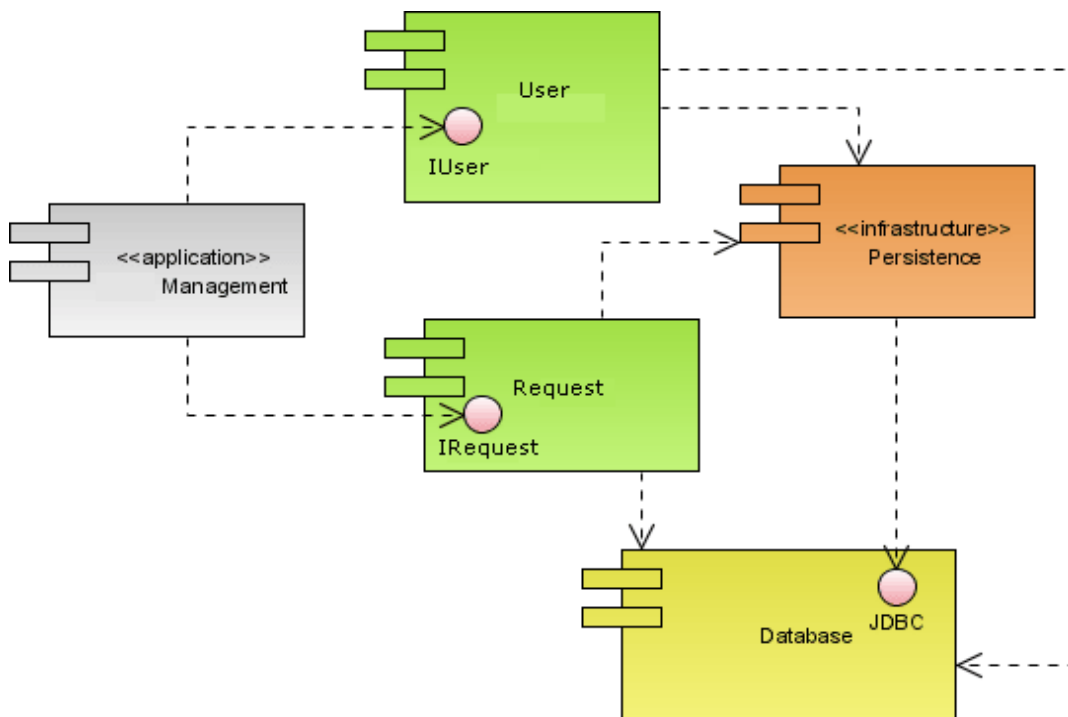 User
IUser
<<application>>
Management
<<infrastructure>>
Persistence
Request
IRequest
JDBC
Database